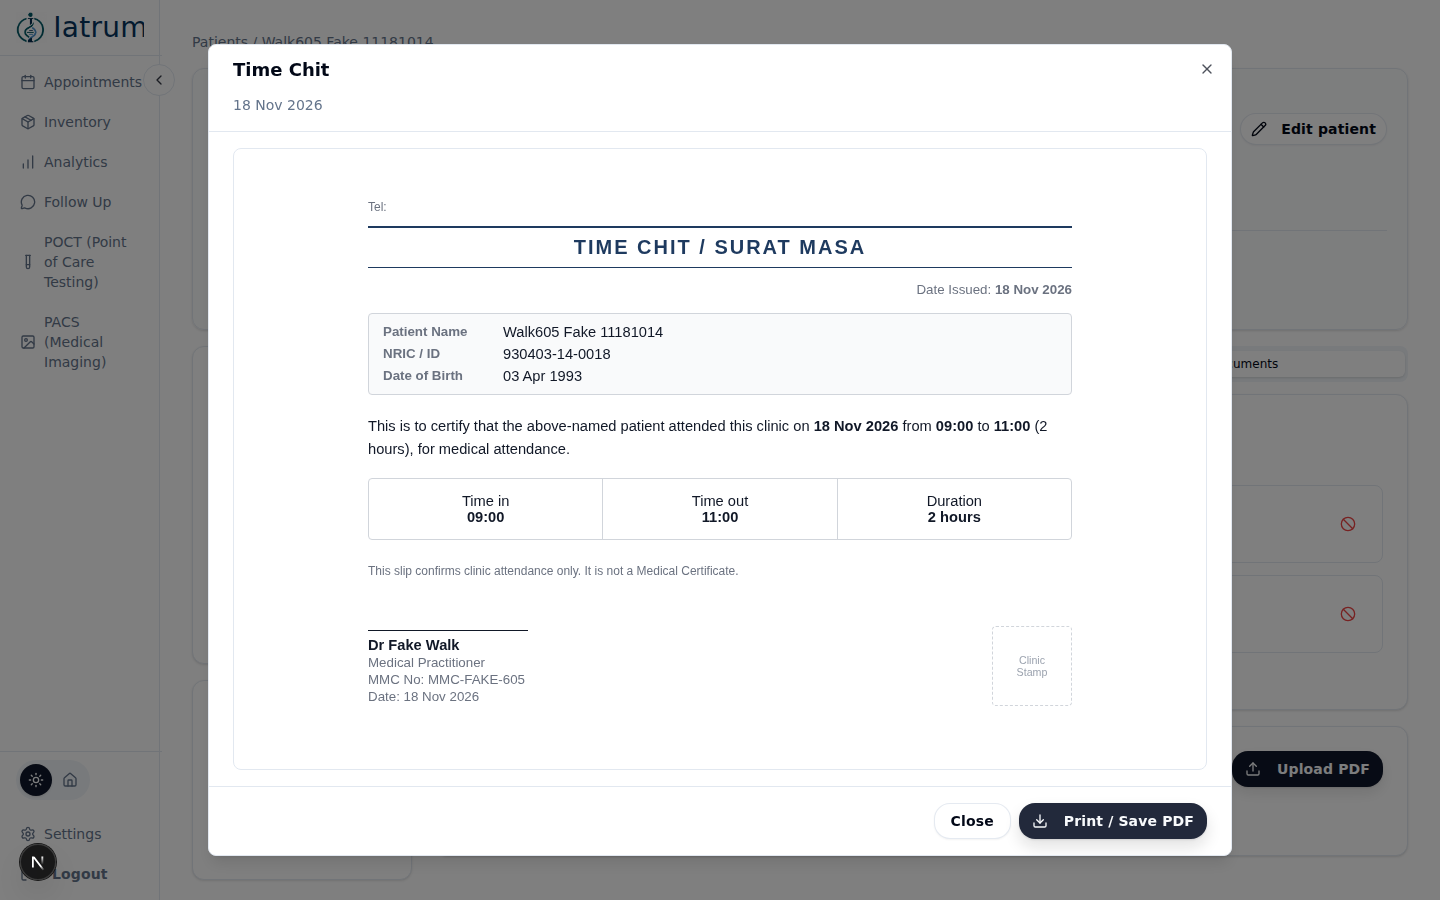 Iatrum
Patients / Walk605 Fake 11181014
Appointments
Inventory
Analytics
Follow Up
POCT (Point
of Care
Testing)
PACS
(Medical
Imaging)
Settings
Logout
Edit patient
uments
Upload PDF
Time Chit
18 Nov 2026
Tel:
TIME CHIT / SURAT MASA
Date Issued: 18 Nov 2026
Patient Name Walk605 Fake 11181014
NRIC / ID 930403-14-0018
Date of Birth 03 Apr 1993
This is to certify that the above-named patient attended this clinic on 18 Nov 2026 from 09:00 to 11:00 (2
hours), for medical attendance.
Time in Time out Duration
09:00 11:00 2 hours
This slip confirms clinic attendance only. It is not a Medical Certificate.
Dr Fake Walk
Medical Practitioner
MMC No: MMC-FAKE-605
Date: 18 Nov 2026
Clinic
Stamp
Close
Print / Save PDF